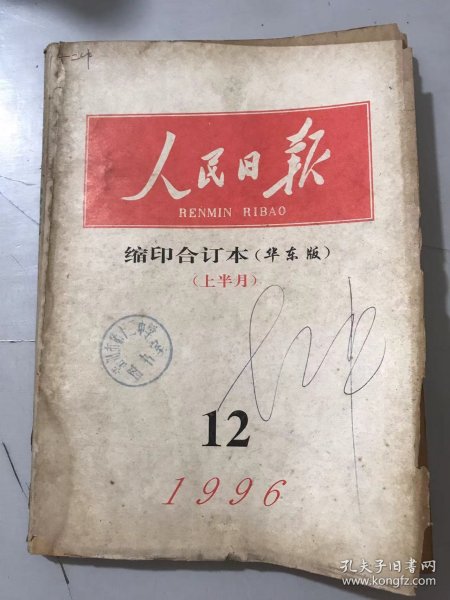 人民日报
RENMIN RIBAO
缩印合订本(华东版)
(上半月)
12
1996
孔夫子旧书网
www.kongfz.com